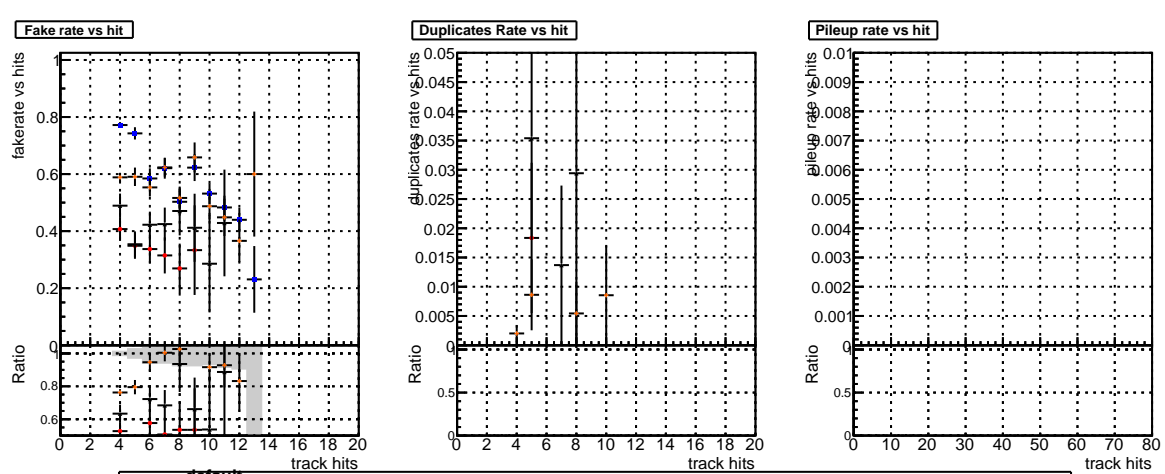 Fake rate vs hit
fakerate vs hits
1
0.8
0.6
0.4
0.2
0
Ratio
1
0.8
0.6
0 2 4 6 8 10 12 14 16 18 20
track hits
Duplicates Rate vs hit
duplicates rate vs hits
0.05
0.045
0.04
0.035
0.03
0.025
0.02
0.015
0.01
0.005
0
Ratio
1
0.5
0
0 2 4 6 8 10 12 14 16 18 20
track hits
Pileup rate vs hit
pileup rate vs hits
0.01
0.009
0.008
0.007
0.006
0.005
0.004
0.003
0.002
0.001
0
Ratio
1
0.5
0
0 10 20 30 40 50 60 70 80
track hits
default